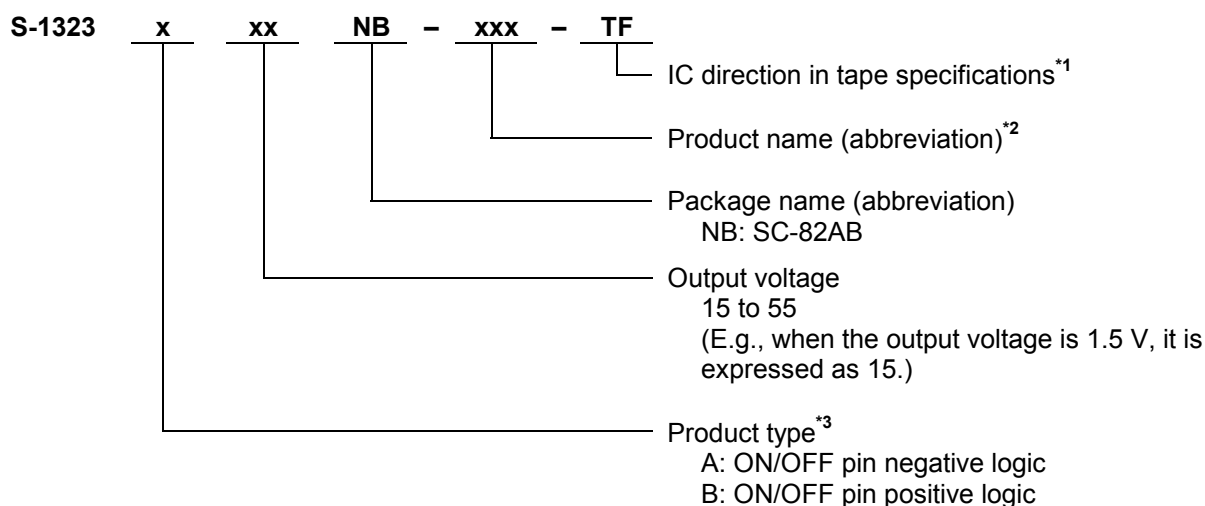 S-1323 x xx NB – xxx – TF
IC direction in tape specifications*1
Product name (abbreviation)*2
Package name (abbreviation)
NB: SC-82AB
Output voltage
15 to 55
(E.g., when the output voltage is 1.5 V, it is
expressed as 15.)
Product type*3
A: ON/OFF pin negative logic
B: ON/OFF pin positive logic